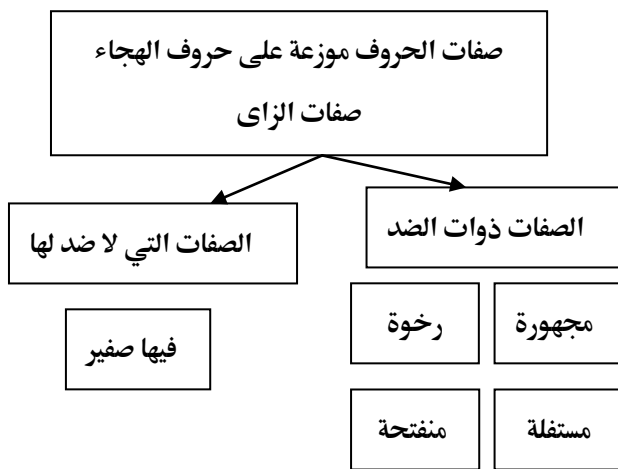 صفات الحروف موزعة على حروف الهجاء
صفات الزاى
الصفات ذوات الضد
الصفات التي لا ضد لها
مجهورة
رخوة
فيها صفير
مستفلة
منفتحة